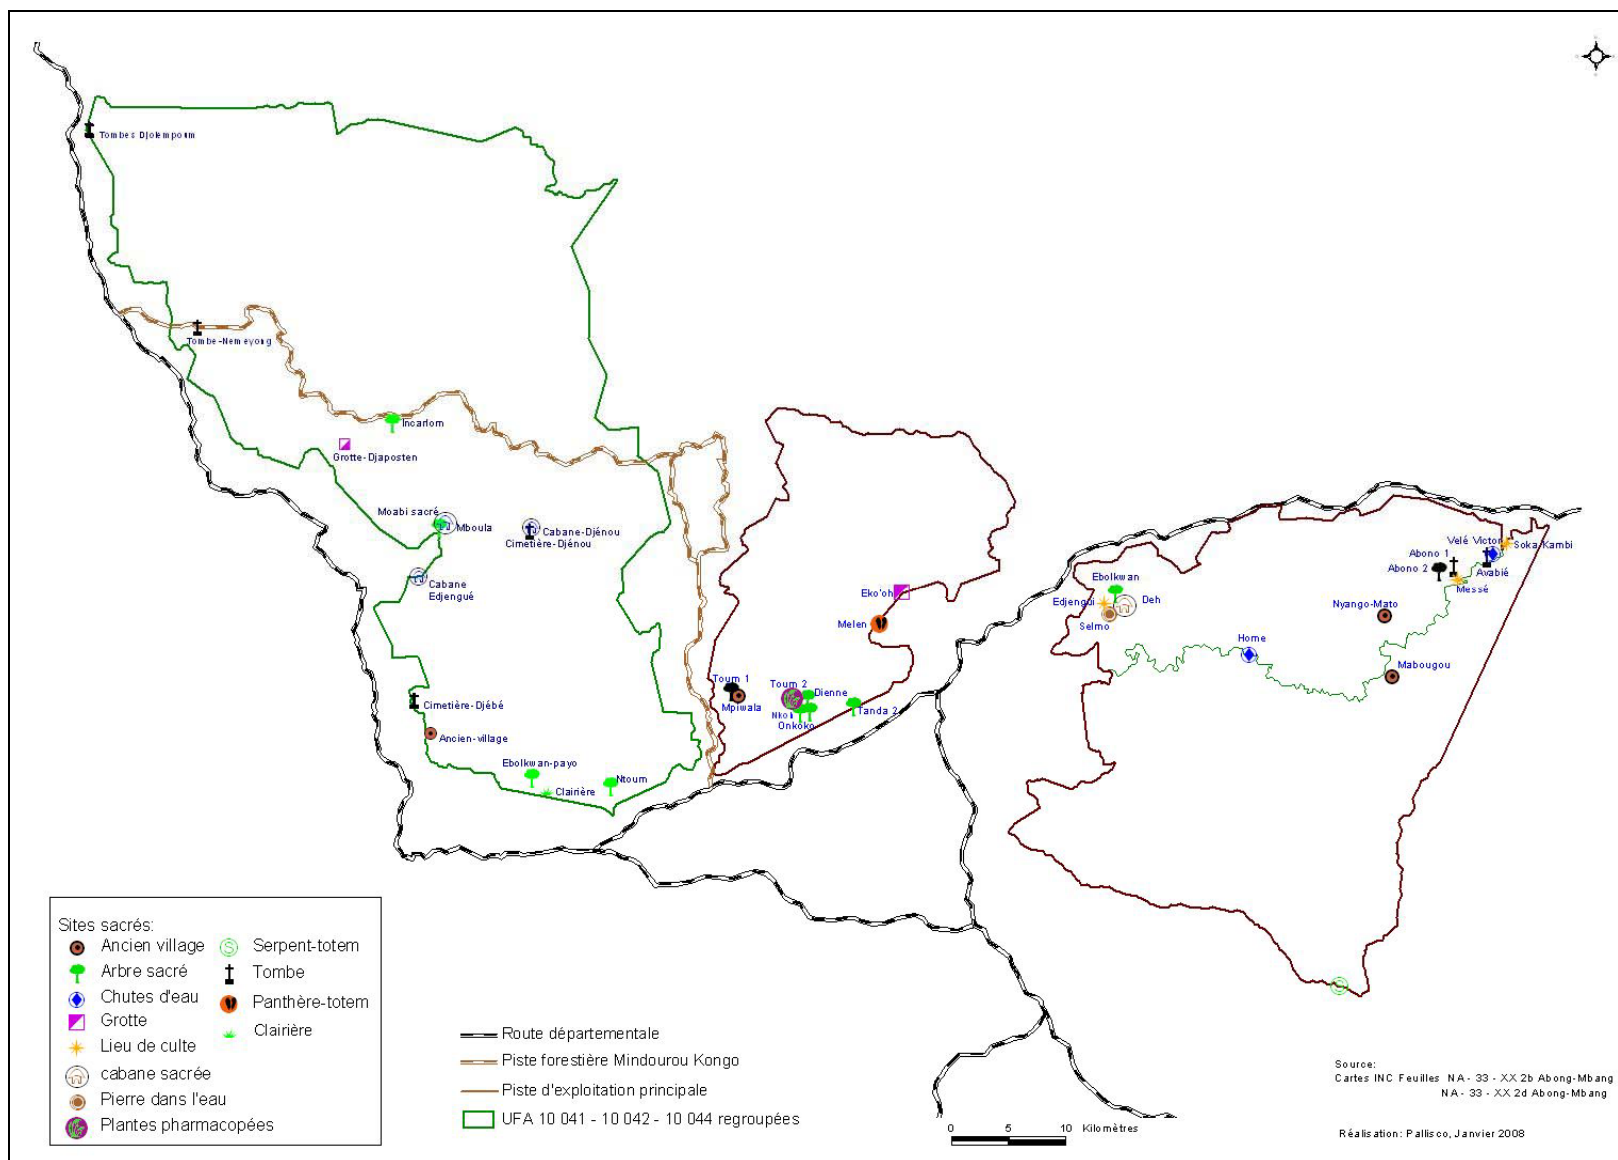 Tombes Djolempoum
Tombe-Nemeyong
Incarlom
Grotte-Djaposten
Moabi sacré
Mboula
Cabane-Djénou
Cimetière-Djénou
Cabane
Edjengué
Cimetière-Djébé
Ancien-village
Ebolkwan-payo
Clairière
Ntoum
Eko'oh
Melen
Toum 1
Mpiwala
Toum 2
Dienne
Onkoko
Tanda 2
Ebolkwan
Edjengui
Deh
Selmo
Home
Velé Victor
Soka-Kambi
Abono 1
Abono 2
Avabié
Messé
Nyango-Mato
Mabougou
Sites sacrés:
Ancien village
Arbre sacré
Chutes d'eau
Grotte
Lieu de culte
cabane sacrée
Pierre dans l'eau
Plantes pharmacopées
Serpent-totem
Tombe
Panthère-totem
Clairière
Route départementale
Piste forestière Mindourou Kongo
Piste d'exploitation principale
UFA 10 041 - 10 042 - 10 044 regroupées
0 5 10 Kilomètres
Source:
Cartes INC Feuilles NA - 33 - XX 2b Abong-Mbang
NA - 33 - XX 2d Abong-Mbang
Réalisation: Pallisco, Janvier 2008